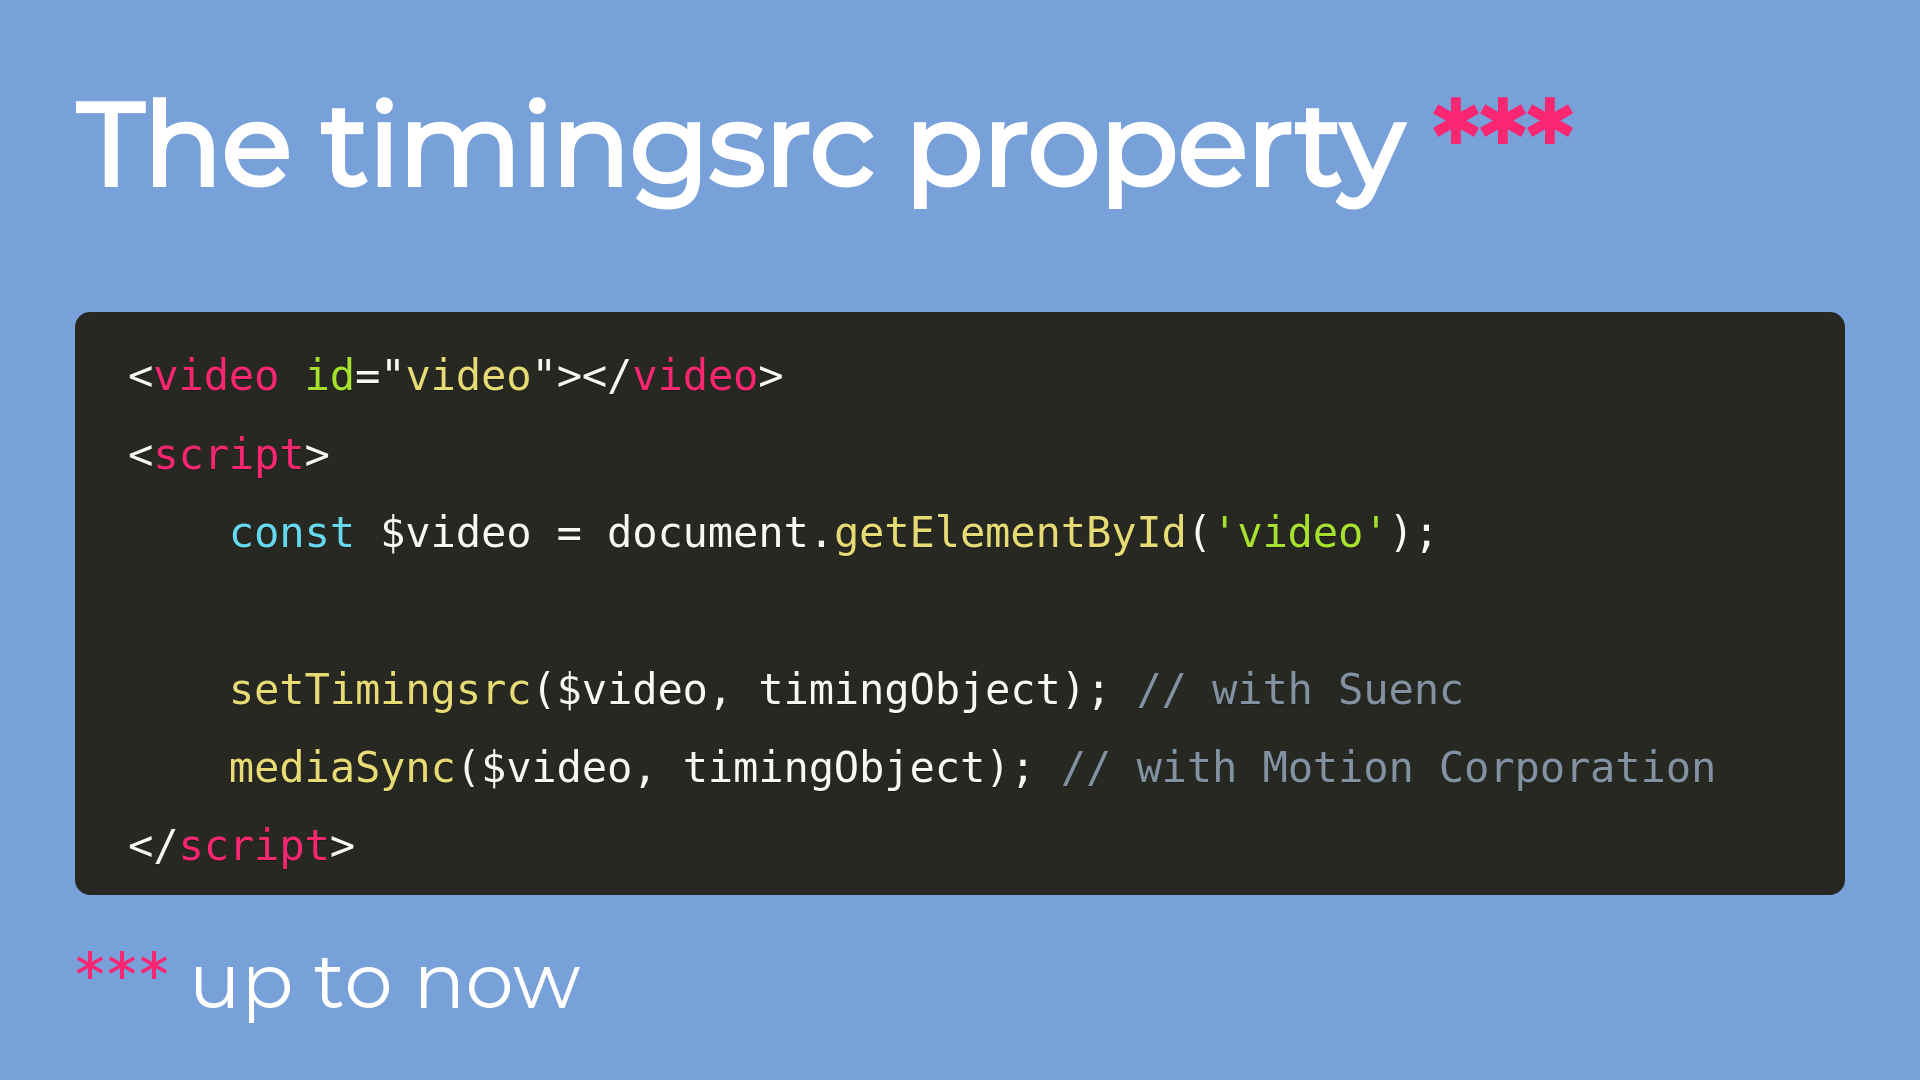 The timingsrc property ***
<video id="video"></video>
<script>
    const $video = document.getElementById('video');
    setTimingsrc($video, timingObject); // with Suenc
    mediaSync($video, timingObject); // with Motion Corporation
</script>
*** up to now